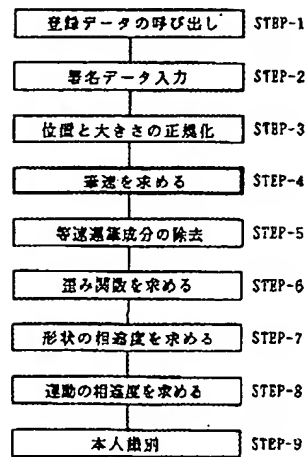 登録データの呼び出し STEP-1
署名データ入力 STEP-2
位置と大きさの正規化 STEP-3
筆速を求める STEP-4
等速運筆成分の除去 STEP-5
歪み関数を求める STEP-6
形状の相違度を求める STEP-7
運動の相違度を求める STEP-8
本人識別 STEP-9